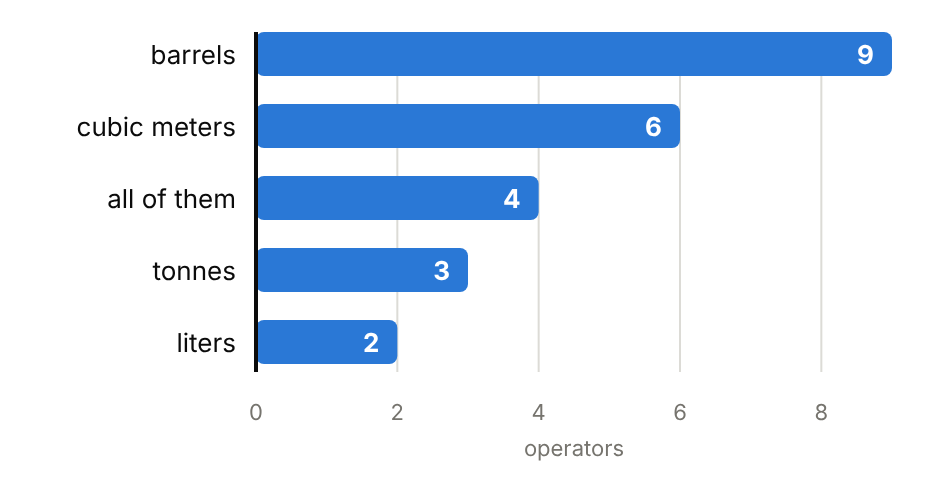 barrels 9
cubic meters 6
all of them 4
tonnes 3
liters 2
0 2 4 6 8
operators